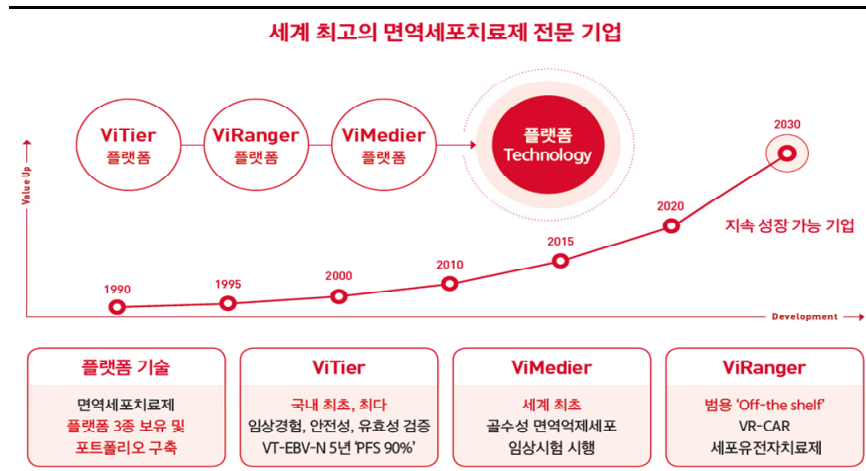 세계 최고의 면역세포치료제 전문 기업
ViTier
플랫폼
ViRanger
플랫폼
ViMedier
플랫폼
플랫폼
Technology
Value Up
1990
1995
2000
2010
2015
2020
2030
지속 성장 가능 기업
Development
플랫폼 기술
면역세포치료제
플랫폼 3종 보유 및
포트폴리오 구축
ViTier
국내 최초, 최다
임상경험, 안전성, 유효성 검증
VT-EBV-N 5년 ‘PFS 90%’
ViMedier
세계 최초
골수성 면역억제세포
임상시험 시행
ViRanger
범용 ‘Off-the shelf’
VR-CAR
세포유전자치료제